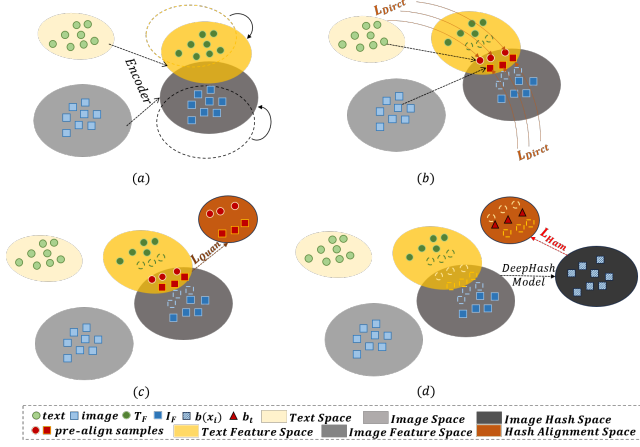 L_Dirct
Encoder
L_Dirct
(a)
(b)
L_Quan
L_Ham
DeepHash
Model
(c)
(d)
text image T_F I_F b(x_i) b_t Text Space Image Space Image Hash Space
pre-align samples Text Feature Space Image Feature Space Hash Alignment Space